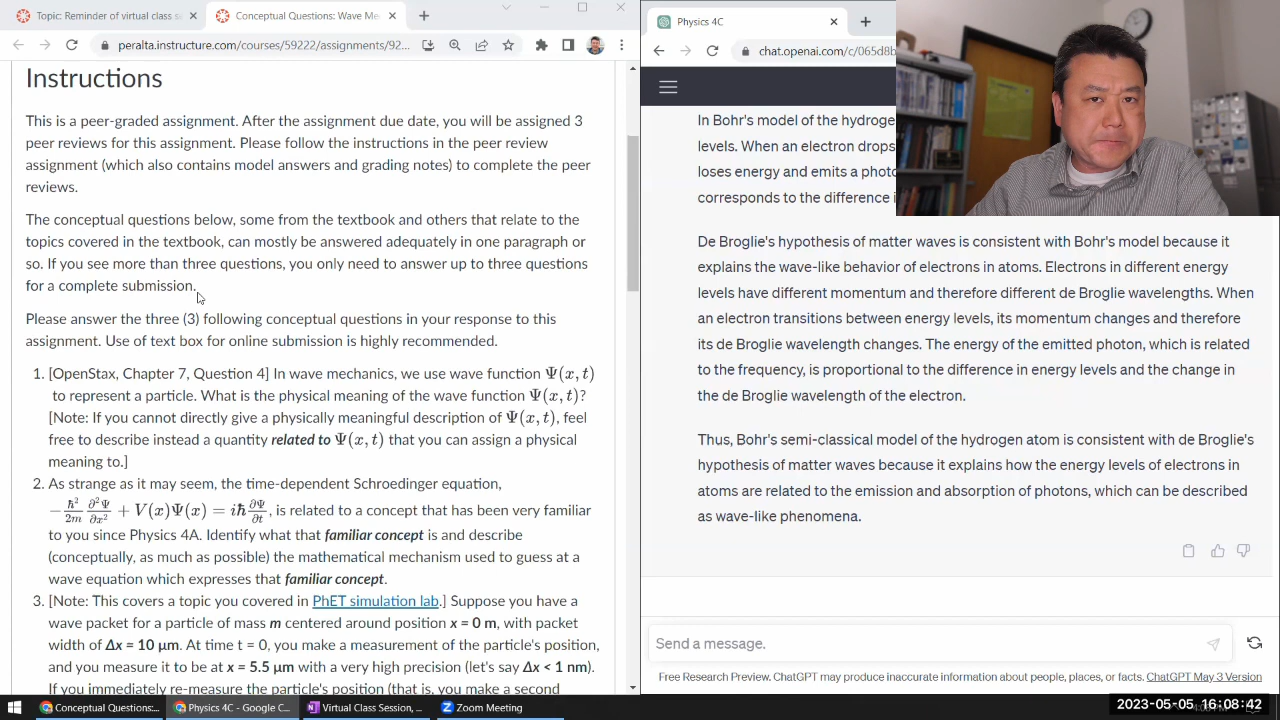 Topic: Reminder of virtual class s
Conceptual Questions: Wave Me
peralta.instructure.com/courses/59222/assignments/92...
Instructions
This is a peer-graded assignment. After the assignment due date, you will be assigned 3
peer reviews for this assignment. Please follow the instructions in the peer review
assignment (which also contains model answers and grading notes) to complete the peer
reviews.
The conceptual questions below, some from the textbook and others that relate to the
topics covered in the textbook, can mostly be answered adequately in one paragraph or
so. If you see more than three questions, you only need to answer up to three questions
for a complete submission.
Please answer the three (3) following conceptual questions in your response to this
assignment. Use of text box for online submission is highly recommended.
1. [OpenStax, Chapter 7, Question 4] In wave mechanics, we use wave function Ψ(x, t)
to represent a particle. What is the physical meaning of the wave function Ψ(x, t)?
[Note: If you cannot directly give a physically meaningful description of Ψ(x, t), feel
free to describe instead a quantity related to Ψ(x, t) that you can assign a physical
meaning to.]
2. As strange as it may seem, the time-dependent Schroedinger equation,
−ℏ²/2m ∂²Ψ/∂x² + V(x)Ψ(x) = iℏ ∂Ψ/∂t, is related to a concept that has been very familiar
to you since Physics 4A. Identify what that familiar concept is and describe
(conceptually, as much as possible) the mathematical mechanism used to guess at a
wave equation which expresses that familiar concept.
3. [Note: This covers a topic you covered in PhET simulation lab.] Suppose you have a
wave packet for a particle of mass m centered around position x = 0 m, with packet
width of Δx = 10 μm. At time t = 0, you make a measurement of the particle's position,
and you measure it to be at x = 5.5 μm with a very high precision (let's say Δx < 1 nm).
If you immediately re-measure the particle's position (that is, you make a second
Physics 4C
chat.openai.com/c/065d8b
In Bohr's model of the hydroge
levels. When an electron drops
loses energy and emits a photo
corresponds to the difference i
De Broglie's hypothesis of matter waves is consistent with Bohr's model because it
explains the wave-like behavior of electrons in atoms. Electrons in different energy
levels have different momentum and therefore different de Broglie wavelengths. When
an electron transitions between energy levels, its momentum changes and therefore
its de Broglie wavelength changes. The energy of the emitted photon, which is related
to the frequency, is proportional to the difference in energy levels and the change in
the de Broglie wavelength of the electron.
Thus, Bohr's semi-classical model of the hydrogen atom is consistent with de Broglie's
hypothesis of matter waves because it explains how the energy levels of electrons in
atoms are related to the emission and absorption of photons, which can be described
as wave-like phenomena.
Send a message.
Free Research Preview. ChatGPT may produce inaccurate information about people, places, or facts. ChatGPT May 3 Version
Conceptual Questions:...
Physics 4C - Google C...
Virtual Class Session, ...
Zoom Meeting
2023-05-05 16:08:42